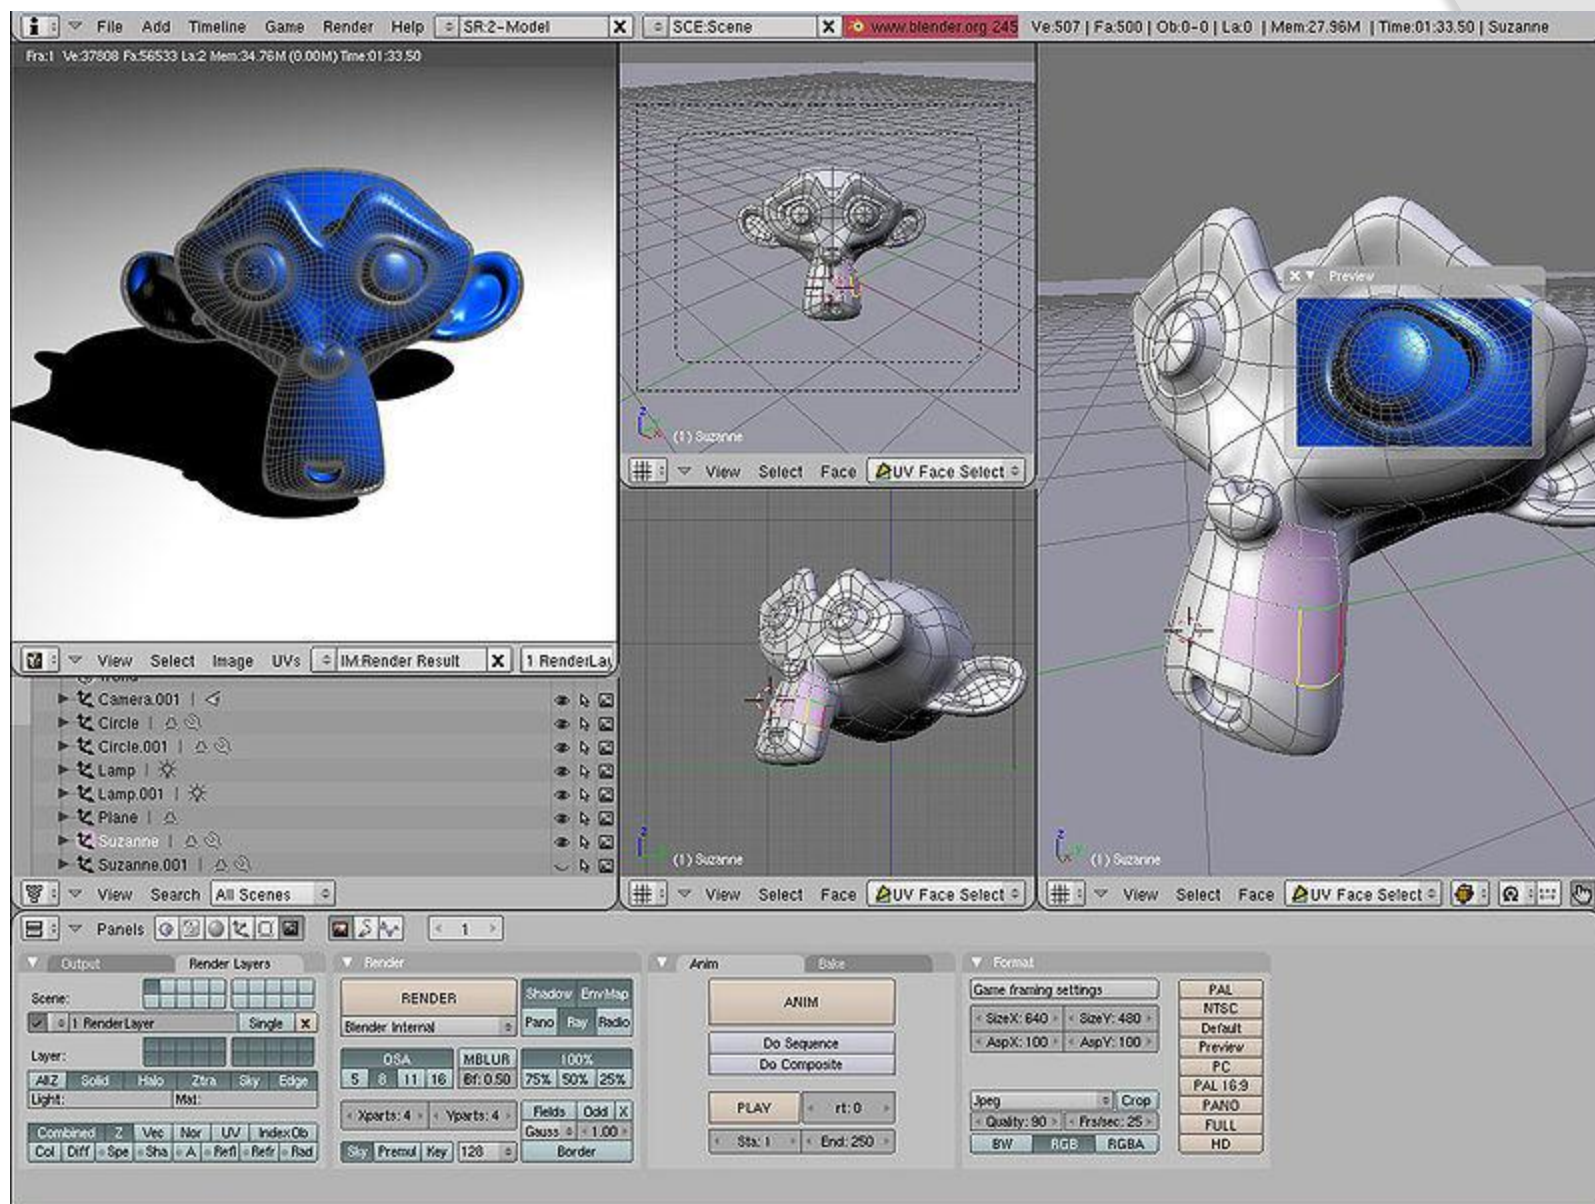 File Add Timeline Game Render Help SR:2-Model X SCE:Scene X www.blender.org 245 Ve:507 | Fa:500 | Ob:0-0 | La:0 | Mem:27.96M | Time:01:33.50 | Suzanne
Fra:1 Ve:37808 Fa:56533 La:2 Mem:34.76M (0.00M) Time:01:33.50
X Preview
(1) Suzanne
View Select Face UV Face Select
View Select Image UVs IM:Render Result X 1 RenderLay
Camera.001
Circle
Circle.001
Lamp
Lamp.001
Plane
Suzanne
Suzanne.001
View Search All Scenes
z
(1) Suzanne
View Select Face UV Face Select
z
(1) Suzanne
View Select Face UV Face Select
Panels 1
Output Render Layers
Scene:
1 RenderLayer Single X
Layer:
AllZ Solid Halo Ztra Sky Edge
Light: Mat:
Combined Z Vec Nor UV IndexOb
Col Diff Spe Sha A Refl Refr Rad
Render
RENDER
Blender Internal
Shadow EnvMap
Pano Ray Radio
OSA MBLUR 100%
5 8 11 16 Bf: 0.50 75% 50% 25%
Xparts: 4 Yparts: 4 Fields Odd X
Gauss 1.00
Sky Premul Key 128 Border
Anim Bake
ANIM
Do Sequence
Do Composite
PLAY rt: 0
Sta: 1 End: 250
Format
Game framing settings
SizeX: 640 SizeY: 480
AspX: 100 AspY: 100
Jpeg Crop
Quality: 90 Frs/sec: 25
BW RGB RGBA
PAL
NTSC
Default
Preview
PC
PAL 16:9
PANO
FULL
HD